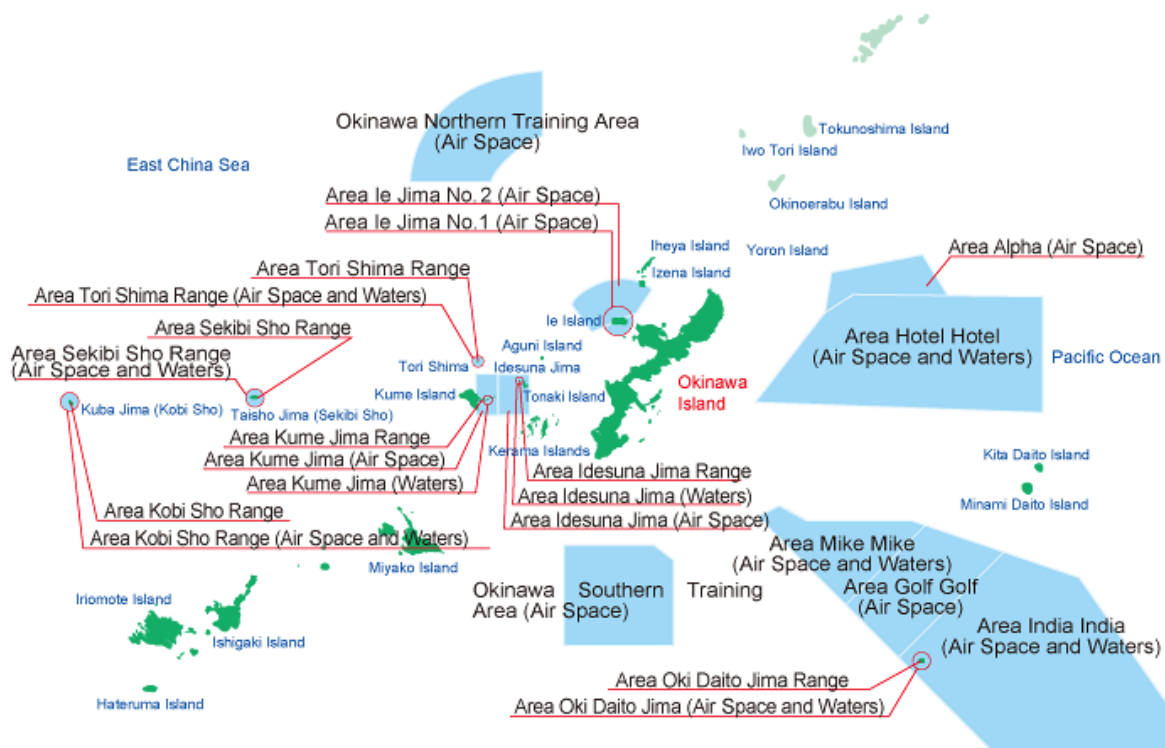 Okinawa Northern Training Area
(Air Space)
Tokunoshima Island
Iwo Tori Island
East China Sea
Area Ie Jima No.2 (Air Space)
Okinoerabu Island
Area Ie Jima No.1 (Air Space)
Iheya Island
Yoron Island
Area Alpha (Air Space)
Area Tori Shima Range
Izena Island
Area Tori Shima Range (Air Space and Waters)
Ie Island
Area Sekibi Sho Range
Area Hotel Hotel
(Air Space and Waters)
Pacific Ocean
Area Sekibi Sho Range
(Air Space and Waters)
Aguni Island
Tori Shima
Idesuna Jima
Okinawa
Island
Kume Island
Tonaki Island
Kuba Jima (Kobi Sho)
Taisho Jima (Sekibi Sho)
Area Kume Jima Range
Kerama Islands
Area Kume Jima (Air Space)
Kita Daito Island
Area Idesuna Jima Range
Area Kume Jima (Waters)
Area Idesuna Jima (Waters)
Minami Daito Island
Area Kobi Sho Range
Area Idesuna Jima (Air Space)
Area Kobi Sho Range (Air Space and Waters)
Area Mike Mike
(Air Space and Waters)
Miyako Island
Okinawa Southern Training
Area (Air Space)
Area Golf Golf
(Air Space)
Iriomote Island
Area India India
(Air Space and Waters)
Ishigaki Island
Area Oki Daito Jima Range
Hateruma Island
Area Oki Daito Jima (Air Space and Waters)